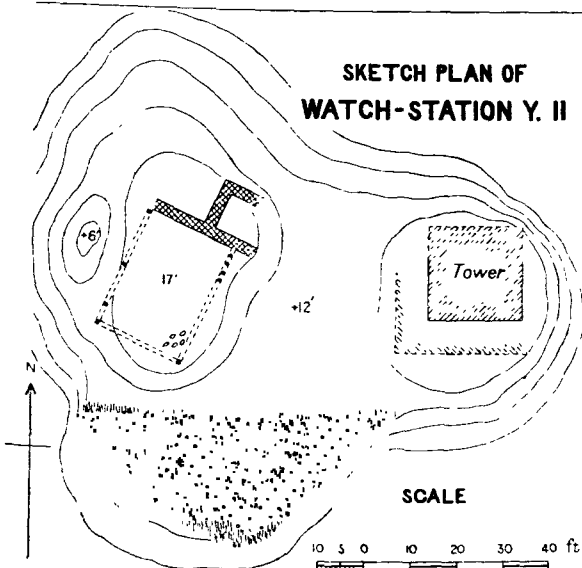 SKETCH PLAN OF
WATCH-STATION Y. II
+6'
17'
+12'
Tower
N
SCALE
10 5 0 10 20 30 40 ft.